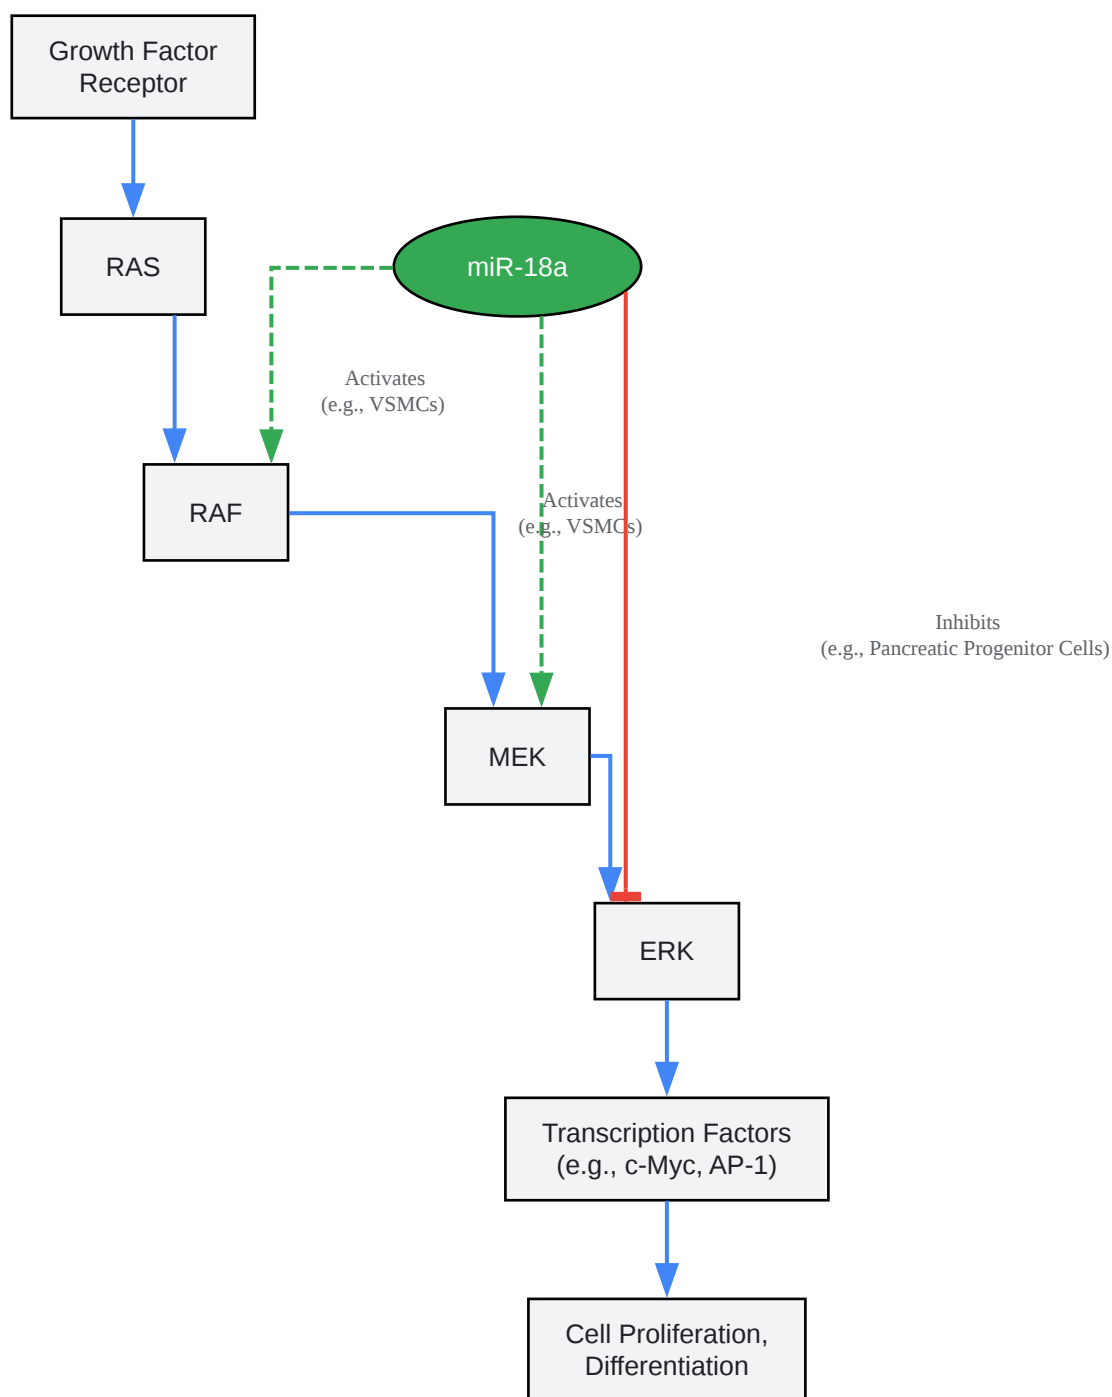 Growth Factor
Receptor
RAS
miR-18a
Activates
(e.g., VSMCs)
RAF
Activates
(e.g., VSMCs)
Inhibits
(e.g., Pancreatic Progenitor Cells)
MEK
ERK
Transcription Factors
(e.g., c-Myc, AP-1)
Cell Proliferation,
Differentiation